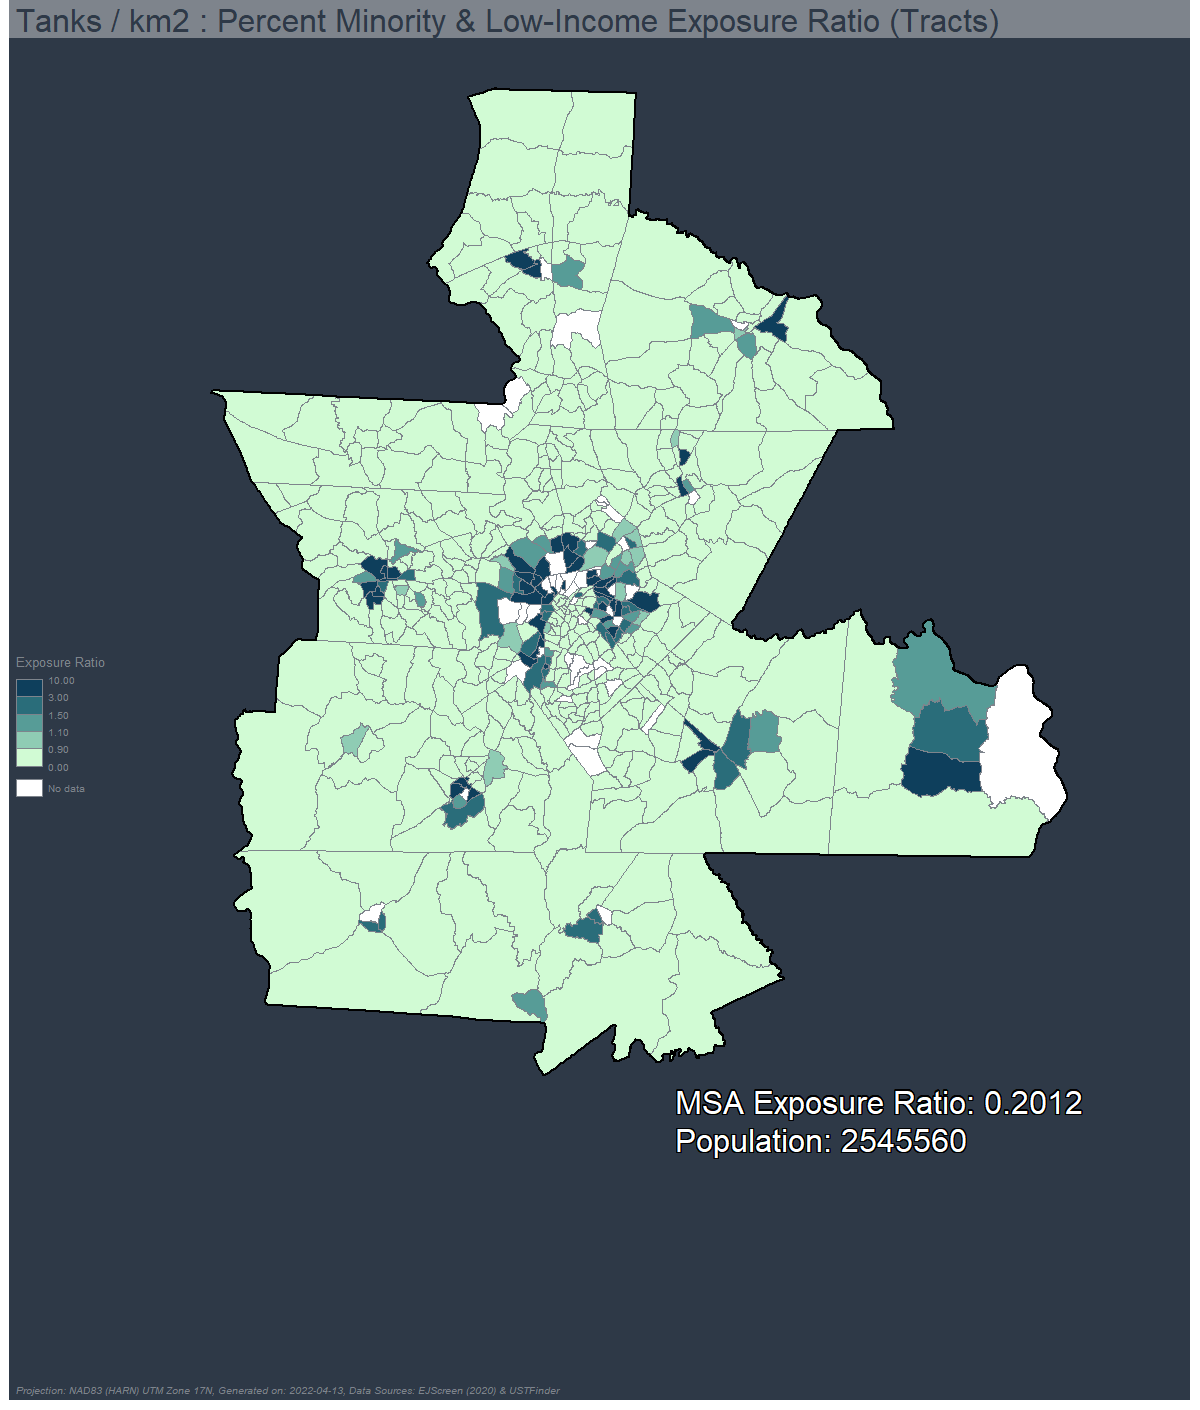 Tanks / km2 : Percent Minority & Low-Income Exposure Ratio (Tracts)
Exposure Ratio
10.00
3.00
1.50
1.10
0.90
0.00
No data
MSA Exposure Ratio: 0.2012
Population: 2545560
Projection: NAD83 (HARN) UTM Zone 17N, Generated on: 2022-04-13, Data Sources: EJScreen (2020) & USTFinder